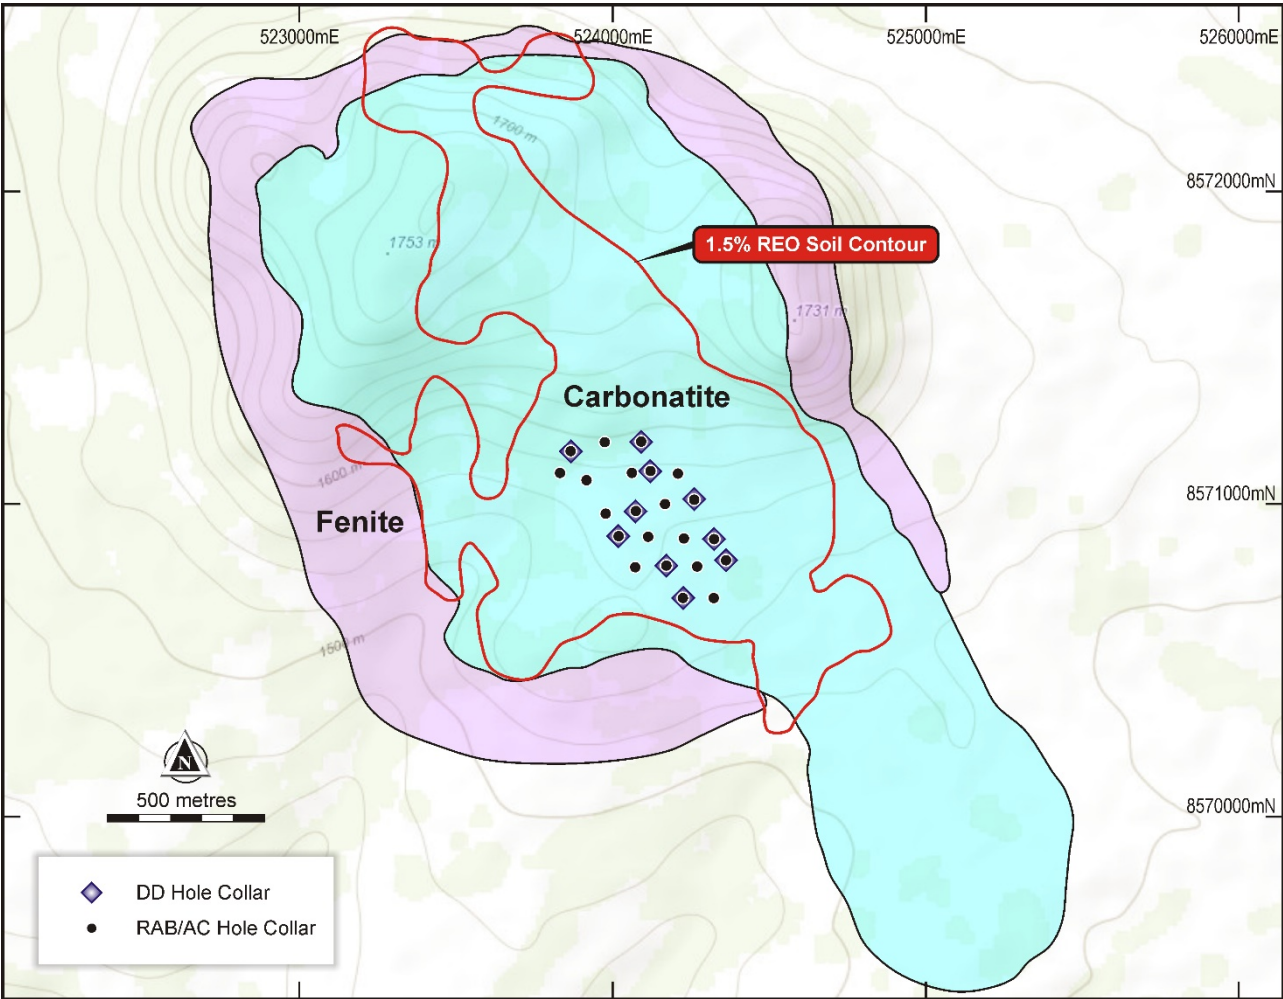 523000mE
524000mE
525000mE
526000mE
1700 m
8572000mN
1753 m
1.5% REO Soil Contour
1731 m
Carbonatite
1600 m
8571000mN
Fenite
1500 m
N
500 metres
8570000mN
DD Hole Collar
RAB/AC Hole Collar